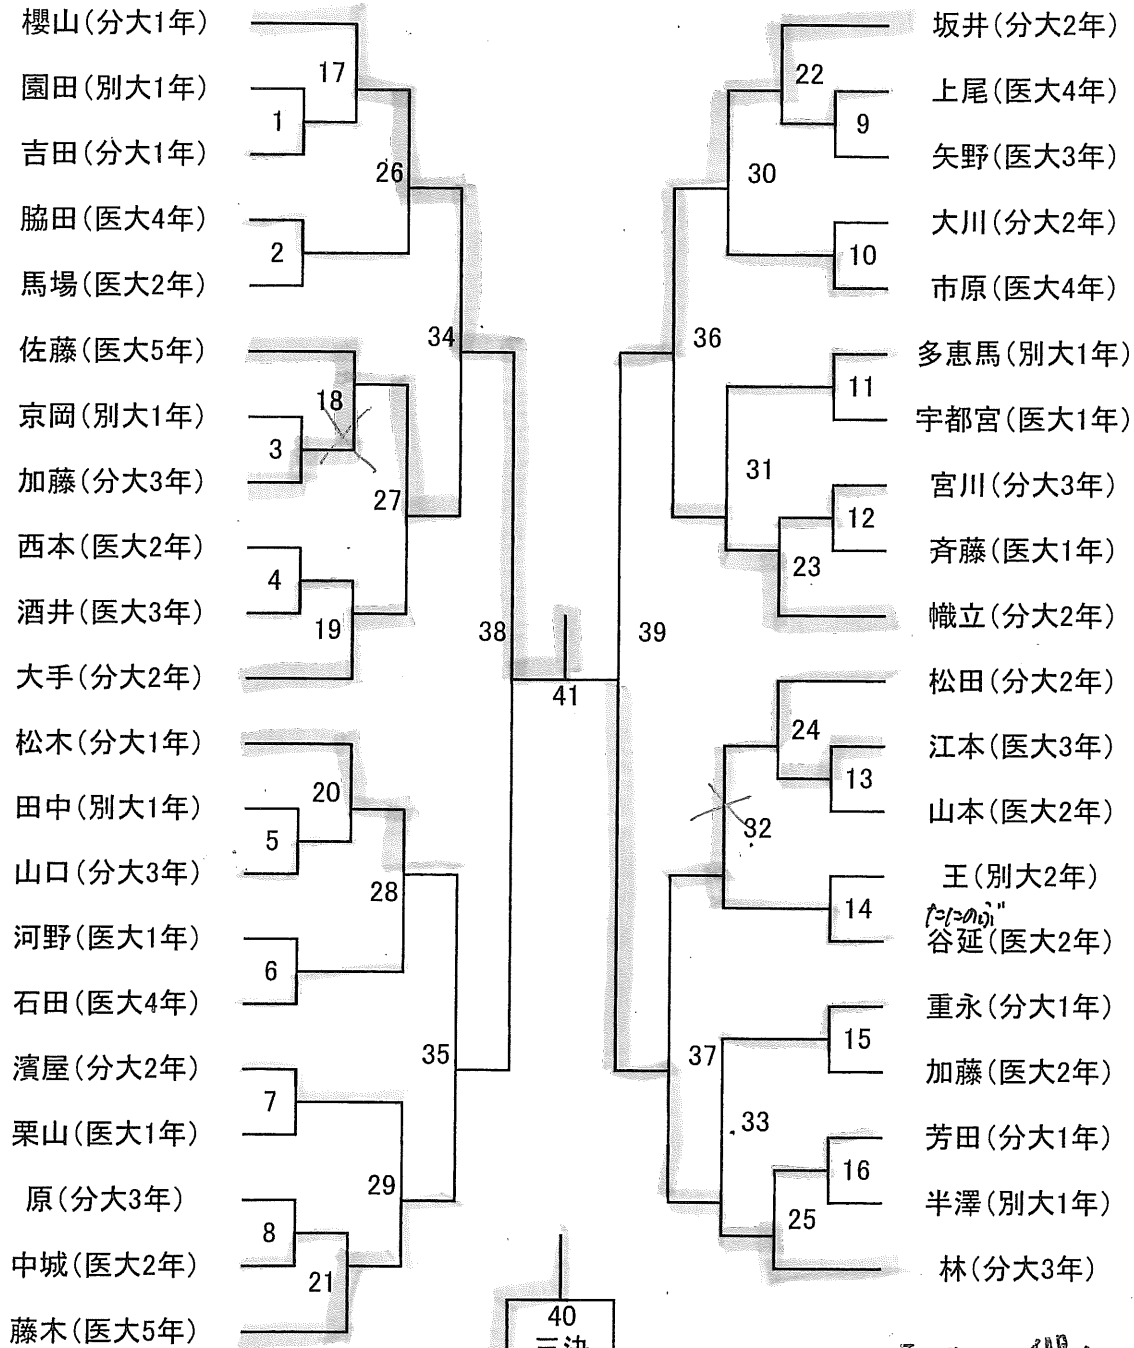 櫻山(分大1年)
園田(別大1年)
吉田(分大1年)
脇田(医大4年)
馬場(医大2年)
佐藤(医大5年)
京岡(別大1年)
加藤(分大3年)
西本(医大2年)
酒井(医大3年)
大手(分大2年)
松木(分大1年)
田中(別大1年)
山口(分大3年)
河野(医大1年)
石田(医大4年)
濱屋(分大2年)
栗山(医大1年)
原(分大3年)
中城(医大2年)
藤木(医大5年)
17
1
26
2
34
18
3
27
4
19
38
20
5
28
6
35
7
29
8
21
41
40
三決
39
22
9
30
10
36
11
31
12
23
24
13
32
14
37
15
33
16
25
坂井(分大2年)
上尾(医大4年)
矢野(医大3年)
大川(分大2年)
市原(医大4年)
多恵馬(別大1年)
宇都宮(医大1年)
宮川(分大3年)
斉藤(医大1年)
幟立(分大2年)
松田(分大2年)
江本(医大3年)
山本(医大2年)
王(別大2年)
たにのぶ
谷延(医大2年)
重永(分大1年)
加藤(医大2年)
芳田(分大1年)
半澤(別大1年)
林(分大3年)